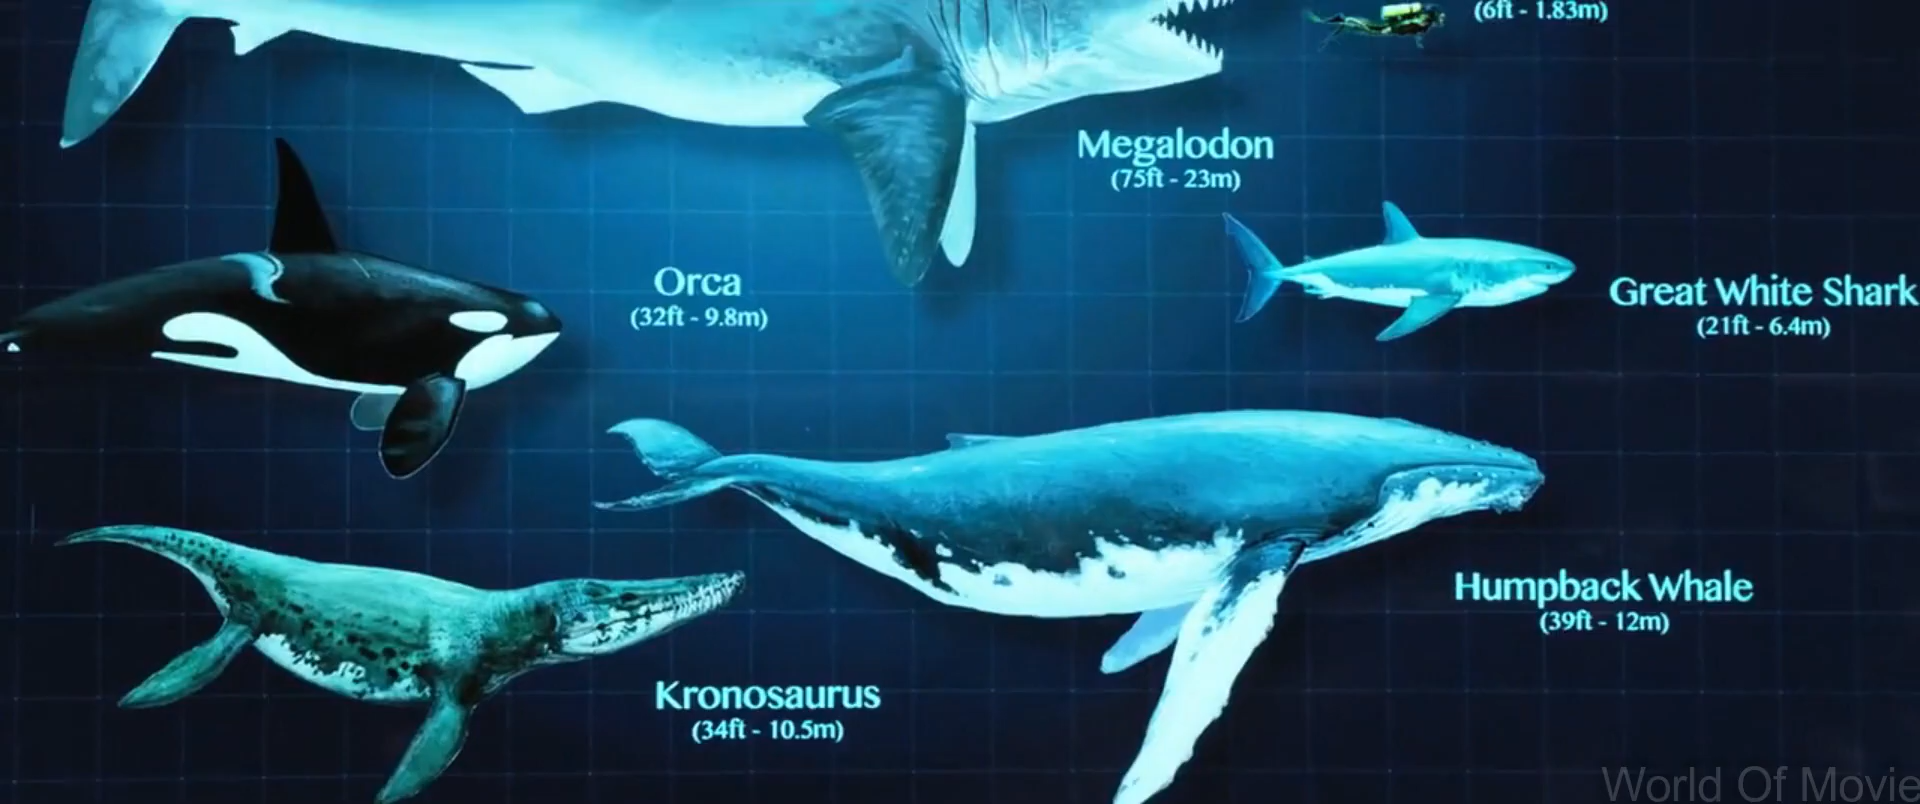 (6ft - 1.83m)
Megalodon
(75ft - 23m)
Orca
(32ft - 9.8m)
Great White Shark
(21ft - 6.4m)
Humpback Whale
(39ft - 12m)
Kronosaurus
(34ft - 10.5m)
World Of Movie